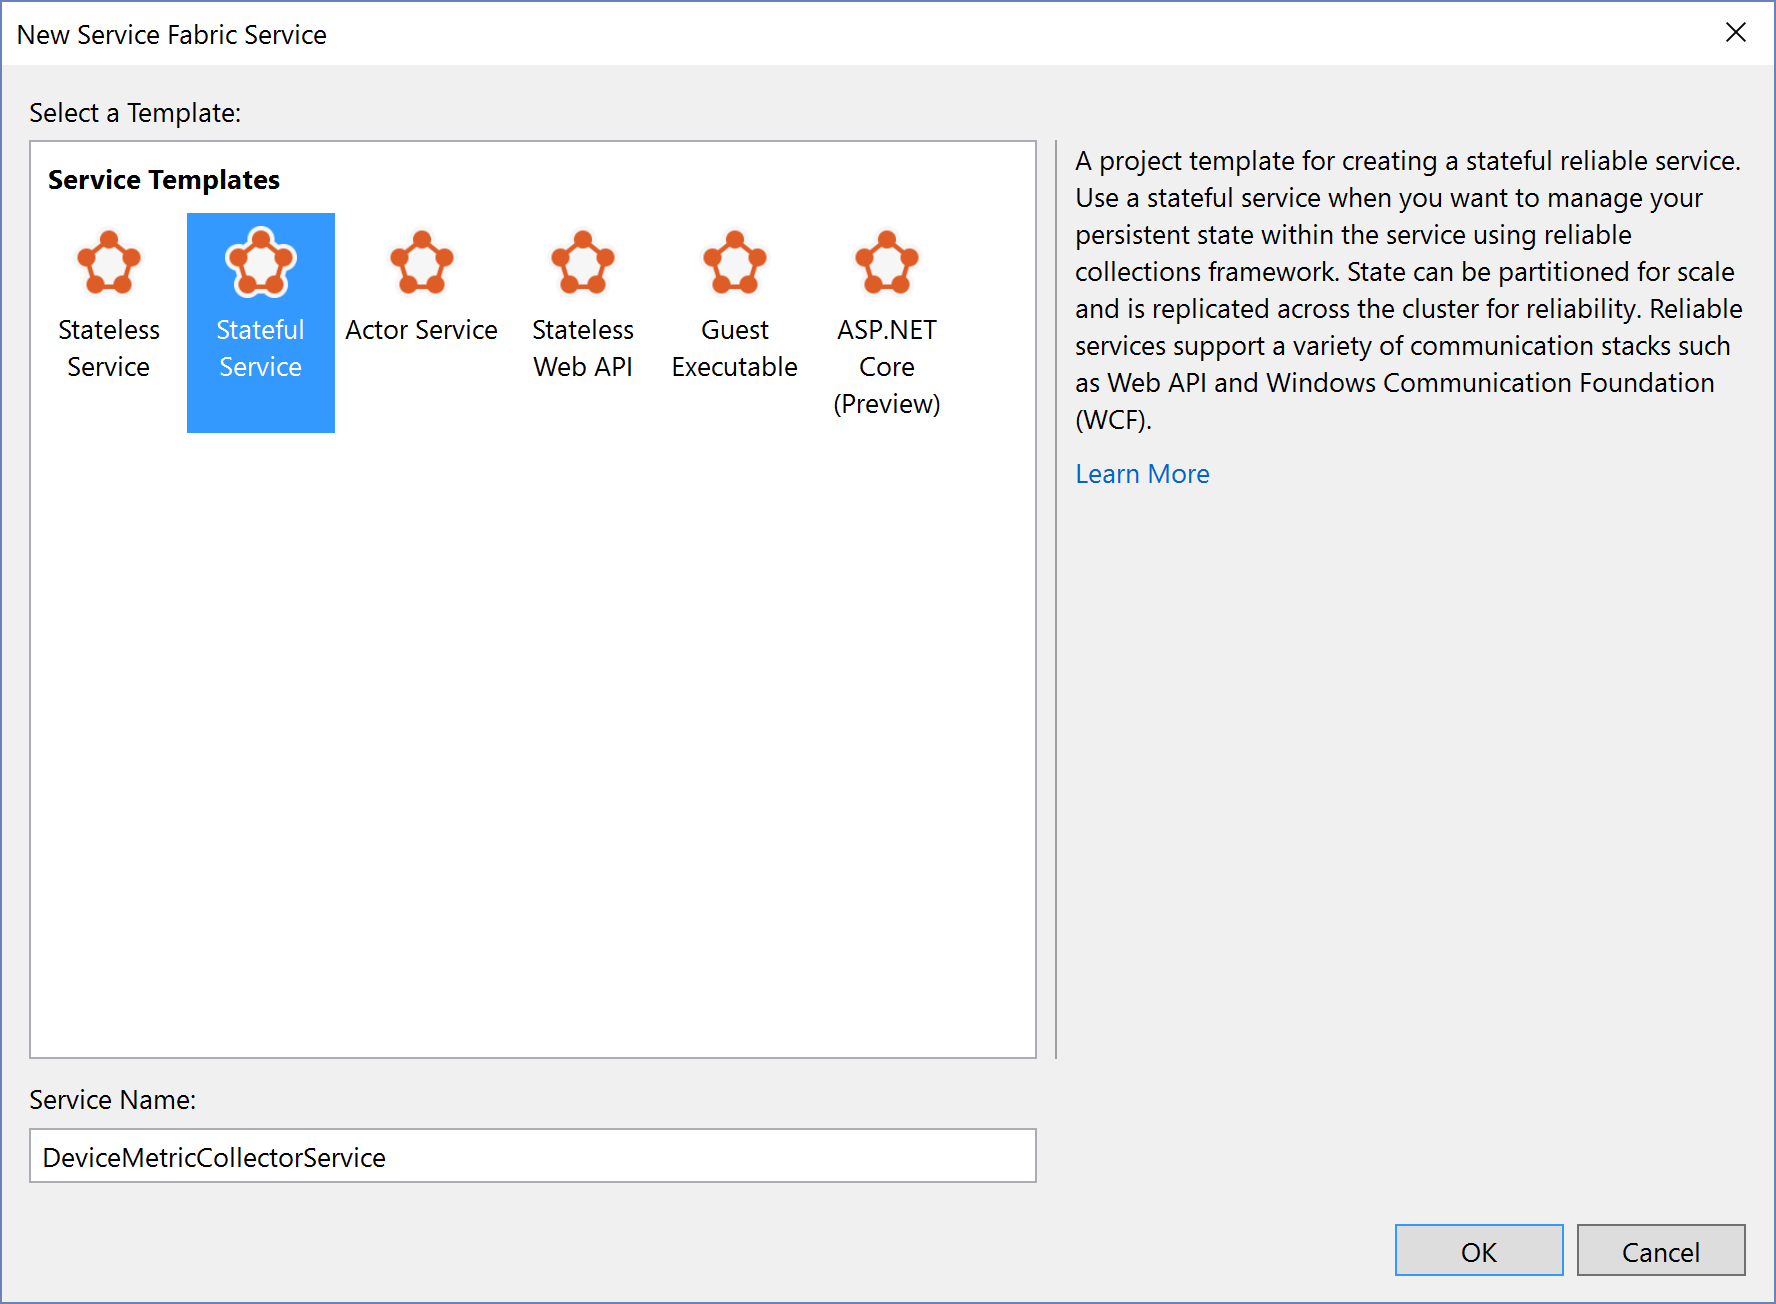 New Service Fabric Service
Select a Template:
Service Templates
Stateless
Service
Stateful
Service
Actor Service
Stateless
Web API
Guest
Executable
ASP.NET
Core
(Preview)
A project template for creating a stateful reliable service.
Use a stateful service when you want to manage your
persistent state within the service using reliable
collections framework. State can be partitioned for scale
and is replicated across the cluster for reliability. Reliable
services support a variety of communication stacks such
as Web API and Windows Communication Foundation
(WCF).
Learn More
Service Name:
DeviceMetricCollectorService
OK
Cancel